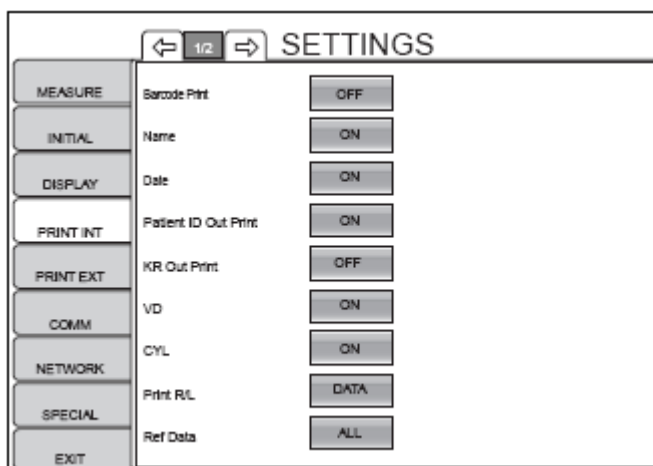 1/2 SETTINGS
MEASURE
INITIAL
DISPLAY
PRINT INT
PRINT EXT
COMM
NETWORK
SPECIAL
EXIT
Barcode Print OFF
Name ON
Date ON
Patient ID Out Print ON
KR Out Print OFF
VD ON
CYL ON
Print R/L DATA
Ref Data ALL